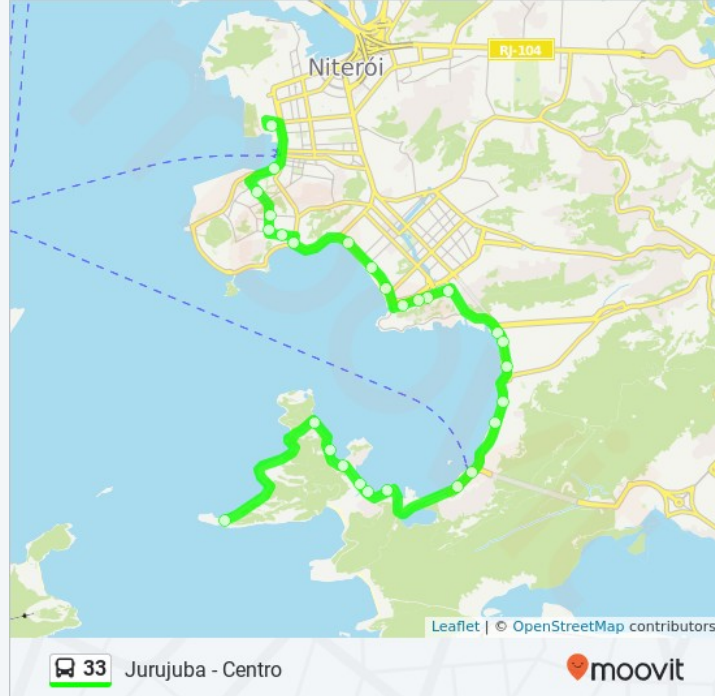 RJ-104
Niterói
Leaflet | © OpenStreetMap contributors
33 Jurujuba - Centro
moovit